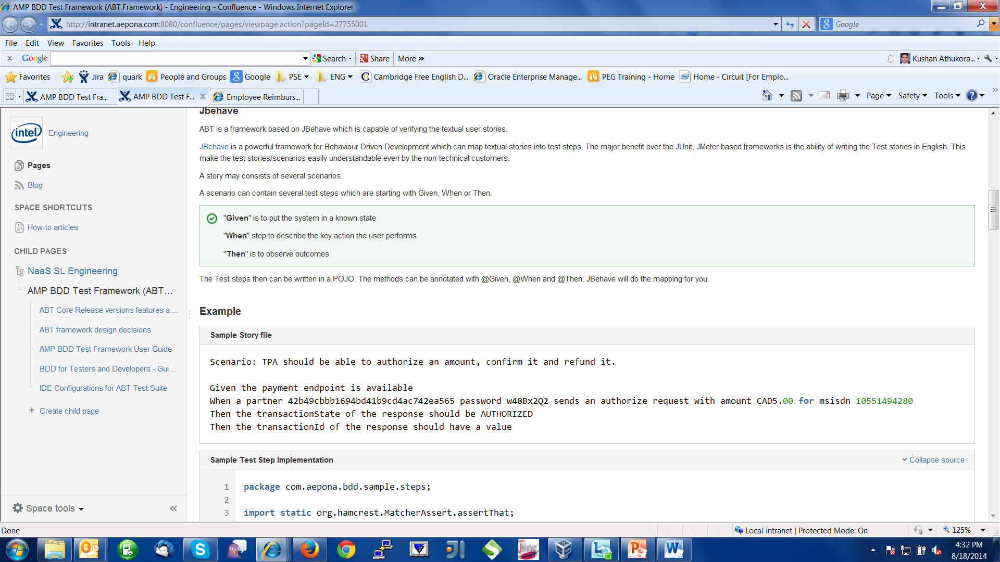 AMP BDD Test Framework (ABT Framework) - Engineering - Confluence - Windows Internet Explorer
http://intranet.aepona.com:8080/confluence/pages/viewpage.action?pageId=27755001
Google
File Edit View Favorites Tools Help
x Google Search Share More »
Kushan Athukora...
Favorites Jira quark People and Groups Google PSE ENG Cambridge Free English D... Oracle Enterprise Manage... PEG Training - Home Home - Circuit [For Emplo...
AMP BDD Test Fra... AMP BDD Test F... Employee Reimburs...
Page Safety Tools
intel Engineering
Pages
Blog
SPACE SHORTCUTS
How-to articles
CHILD PAGES
NaaS SL Engineering
AMP BDD Test Framework (ABT...
ABT Core Release versions features a...
ABT framework design decisions
AMP BDD Test Framework User Guide
BDD for Testers and Developers - Gui...
IDE Configurations for ABT Test Suite
+ Create child page
Space tools «
Jbehave
ABT is a framework based on JBehave which is capable of verifying the textual user stories.
JBehave is a powerful framework for Behaviour Driven Development which can map textual stories into test steps. The major benefit over the JUnit, JMeter based frameworks is the ability of writing the Test stories in English. This
make the test stories/scenarios easily understandable even by the non-technical customers.
A story may consists of several scenarios.
A scenario can contain several test steps which are starting with Given, When or Then.
"Given" is to put the system in a known state
"When" step to describe the key action the user performs
"Then" is to observe outcomes
The Test steps then can be written in a POJO. The methods can be annotated with @Given, @When and @Then. JBehave will do the mapping for you.
Example
Sample Story file
Scenario: TPA should be able to authorize an amount, confirm it and refund it.
Given the payment endpoint is available
When a partner 42b49cbbb1694bd41b9cd4ac742ea565 password w48Bx2Q2 sends an authorize request with amount CAD5.00 for msisdn 10551494280
Then the transactionState of the response should be AUTHORIZED
Then the transactionId of the response should have a value
Sample Test Step Implementation Collapse source
1 package com.aepona.bdd.sample.steps;
2
3 import static org.hamcrest.MatcherAssert.assertThat;
Done
Local intranet | Protected Mode: On
125%
4:32 PM
8/18/2014